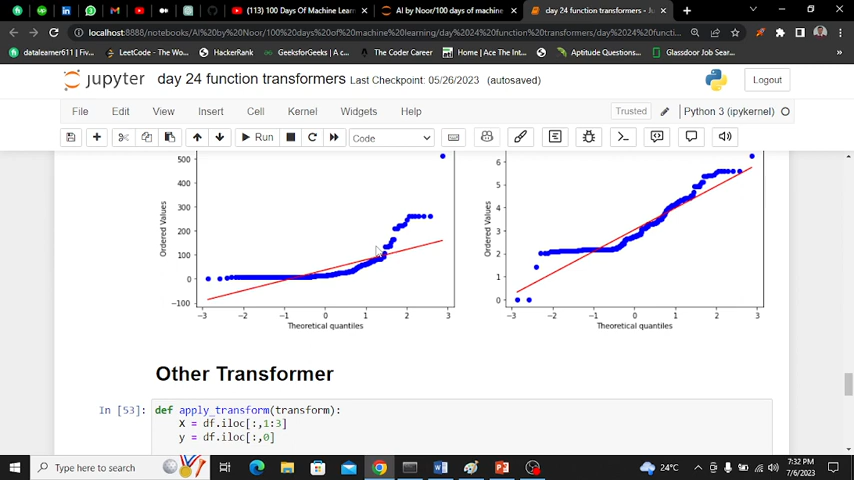 (113) 100 Days Of Machine Lear
AI by Noor/100 days of machine
day 24 function transformers - Ju
localhost:8888/notebooks/AI%20by%20Noor/100%20days%20of%20machine%20learning/day%2024%20function%20transformers/day%2024%20functi...
datalearner611 | Fiv...
LeetCode - The Wo...
HackerRank
GeeksforGeeks | A...
The Coder Career
Home | Ace The Int...
Aptitude Questions...
Glassdoor Job Sear...
jupyter day 24 function transformers Last Checkpoint: 05/26/2023 (autosaved)
Logout
File Edit View Insert Cell Kernel Widgets Help
Trusted
Python 3 (ipykernel)
Run
Code
500
400
300
200
100
0
−100
Ordered Values
−3 −2 −1 0 1 2 3
Theoretical quantiles
6
5
4
3
2
1
0
Ordered Values
−3 −2 −1 0 1 2 3
Theoretical quantiles
Other Transformer
In [53]: def apply_transform(transform):
X = df.iloc[:,1:3]
y = df.iloc[:,0]
Type here to search
24°C
7:32 PM
7/6/2023